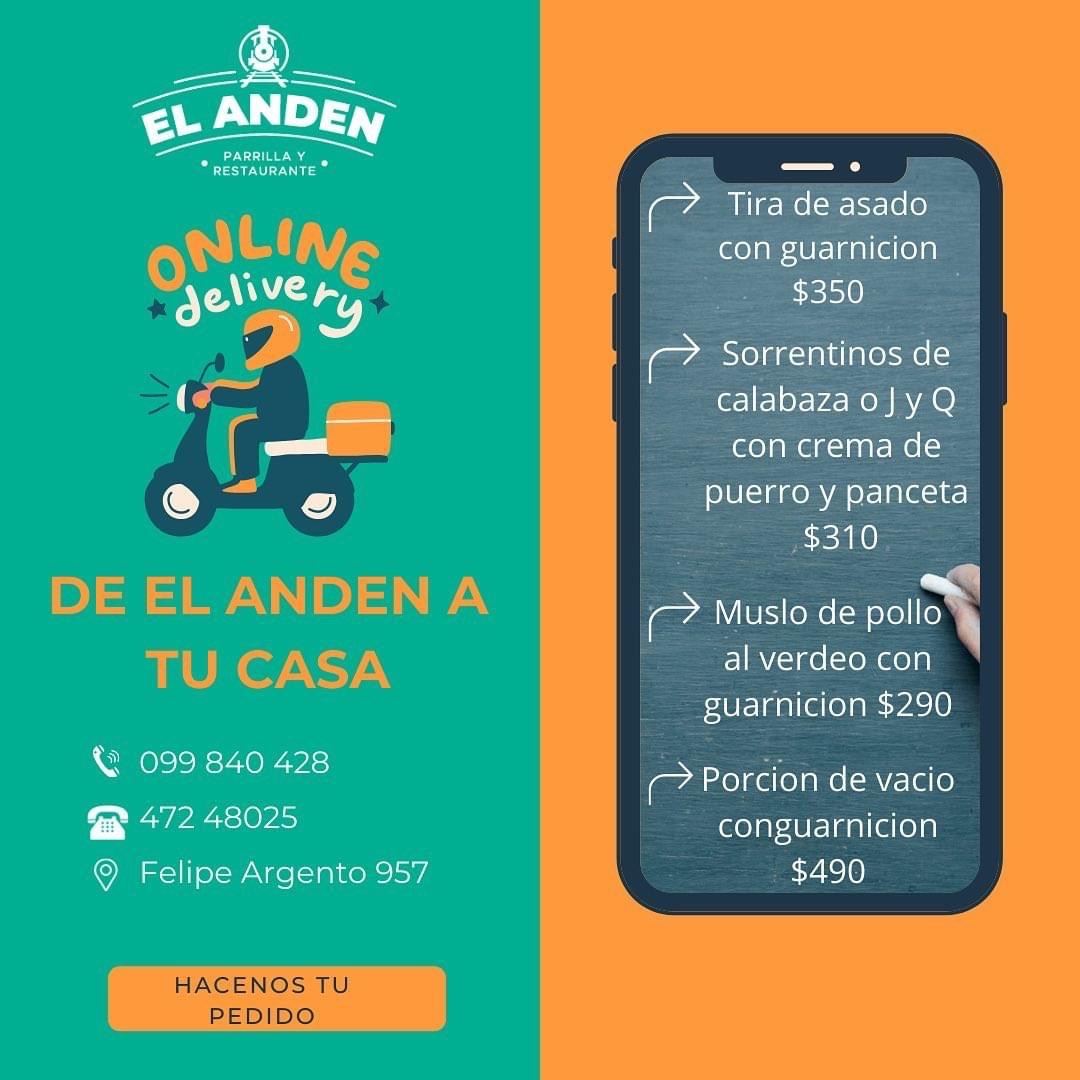 EL ANDEN
• PARRILLA Y •
RESTAURANTE
ONLINE
delivery
DE EL ANDEN A
TU CASA
099 840 428
472 48025
Felipe Argento 957
HACENOS TU
PEDIDO
Tira de asado
con guarnicion
$350
Sorrentinos de
calabaza o J y Q
con crema de
puerro y panceta
$310
Muslo de pollo
al verdeo con
guarnicion $290
Porcion de vacio
conguarnicion
$490